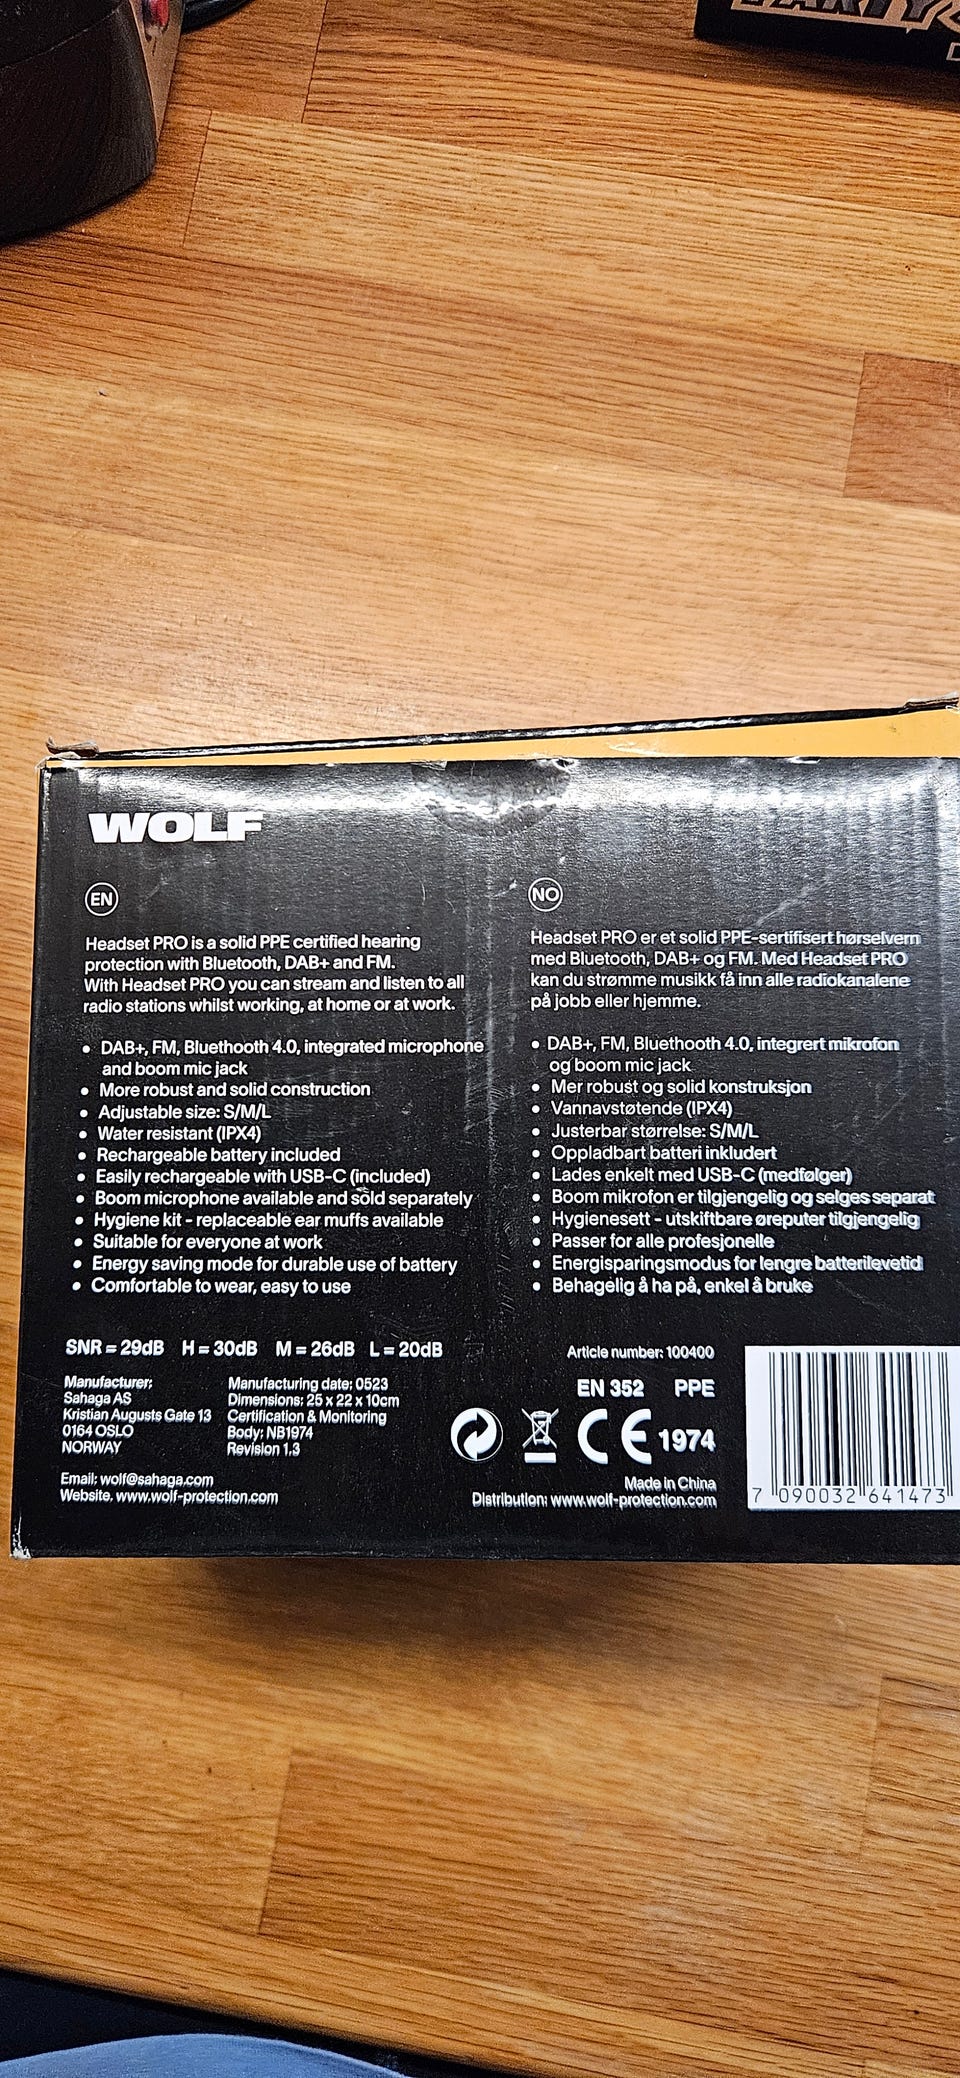 PARTY
WOLF
EN
Headset PRO is a solid PPE certified hearing
protection with Bluetooth, DAB+ and FM.
With Headset PRO you can stream and listen to all
radio stations whilst working, at home or at work.
• DAB+, FM, Bluethooth 4.0, integrated microphone
and boom mic jack
• More robust and solid construction
• Adjustable size: S/M/L
• Water resistant (IPX4)
• Rechargeable battery included
• Easily rechargeable with USB-C (included)
• Boom microphone available and sold separately
• Hygiene kit - replaceable ear muffs available
• Suitable for everyone at work
• Energy saving mode for durable use of battery
• Comfortable to wear, easy to use
NO
Headset PRO er et solid PPE-sertifisert hørselvern
med Bluetooth, DAB+ og FM. Med Headset PRO
kan du strømme musikk få inn alle radiokanalene
på jobb eller hjemme.
• DAB+, FM, Bluethooth 4.0, integrert mikrofon
og boom mic jack
• Mer robust og solid konstruksjon
• Vannavstøtende (IPX4)
• Justerbar størrelse: S/M/L
• Oppladbart batteri inkludert
• Lades enkelt med USB-C (medfølger)
• Boom mikrofon er tilgjengelig og selges separat
• Hygienesett - utskiftbare øreputer tilgjengelig
• Passer for alle profesjonelle
• Energisparingsmodus for lengre batterilevetid
• Behagelig å ha på, enkel å bruke
SNR = 29dB H = 30dB M = 26dB L = 20dB
Manufacturer:
Sahaga AS
Kristian Augusts Gate 13
0164 OSLO
NORWAY
Manufacturing date: 0523
Dimensions: 25 x 22 x 10cm
Certification & Monitoring
Body: NB1974
Revision 1.3
Email: wolf@sahaga.com
Website. www.wolf-protection.com
Article number: 100400
EN 352 PPE
CE 1974
Made in China
Distribution: www.wolf-protection.com
7 090032 641473